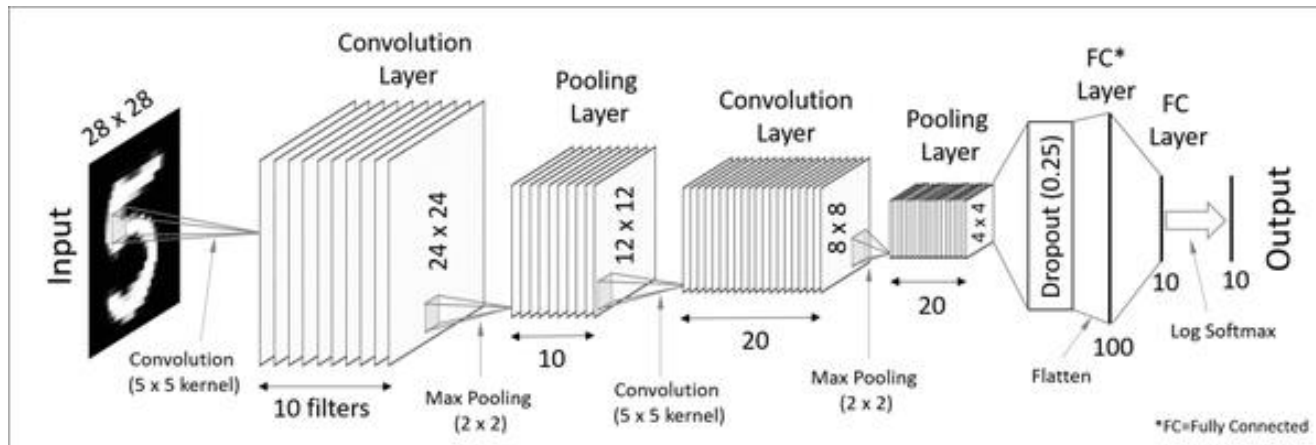 Input
28 x 28
Convolution
(5 x 5 kernel)
Convolution
Layer
24 x 24
10 filters
Max Pooling
(2 x 2)
Pooling
Layer
12 x 12
10
Convolution
(5 x 5 kernel)
Convolution
Layer
8 x 8
20
Max Pooling
(2 x 2)
Pooling
Layer
4 x 4
20
Dropout (0.25)
Flatten
FC*
Layer
100
FC
Layer
10
Log Softmax
10
Output
*FC=Fully Connected
5